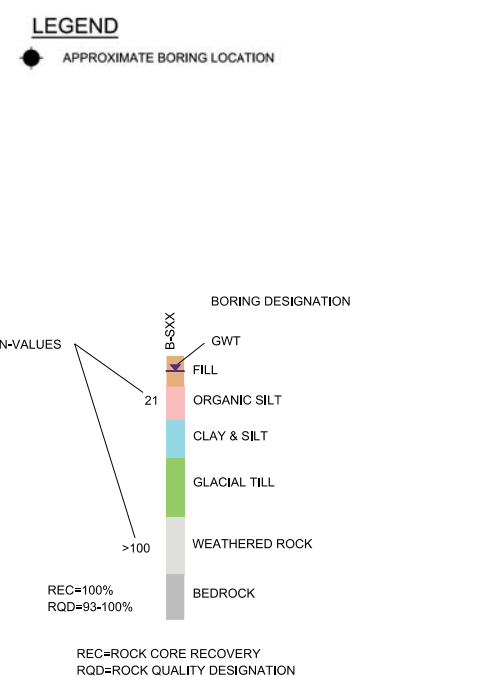 LEGEND
APPROXIMATE BORING LOCATION
BORING DESIGNATION
B-SXX
N-VALUES
GWT
FILL
21
ORGANIC SILT
CLAY & SILT
GLACIAL TILL
>100
WEATHERED ROCK
REC=100%
RQD=93-100%
BEDROCK
REC=ROCK CORE RECOVERY
RQD=ROCK QUALITY DESIGNATION